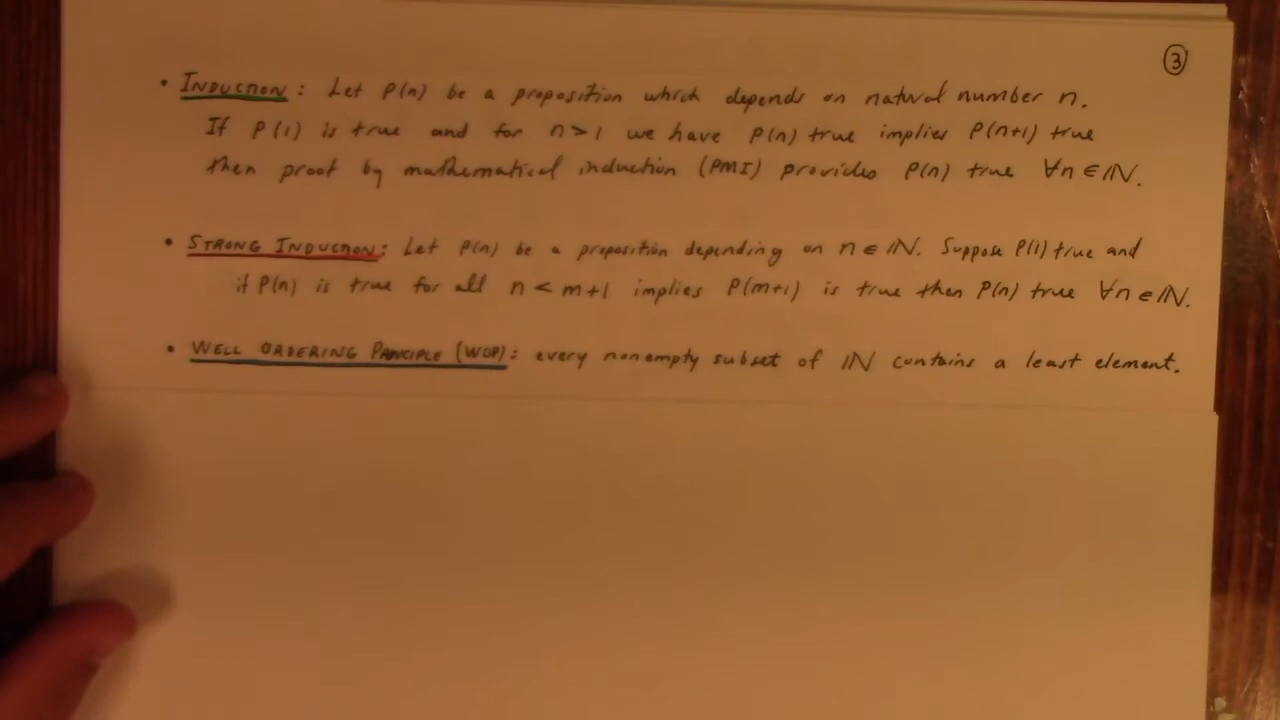 ③
• INDUCTION: Let P(n) be a proposition which depends on natural number n.
If P(1) is true and for n>1 we have P(n) true implies P(n+1) true
then proof by mathematical induction (PMI) provides P(n) true ∀n∈ℕ.
• STRONG INDUCTION: Let P(n) be a proposition depending on n∈ℕ. Suppose P(1) true and
if P(n) is true for all n<m+1 implies P(m+1) is true then P(n) true ∀n∈ℕ.
• WELL ORDERING PRINCIPLE (WOP): every nonempty subset of ℕ contains a least element.